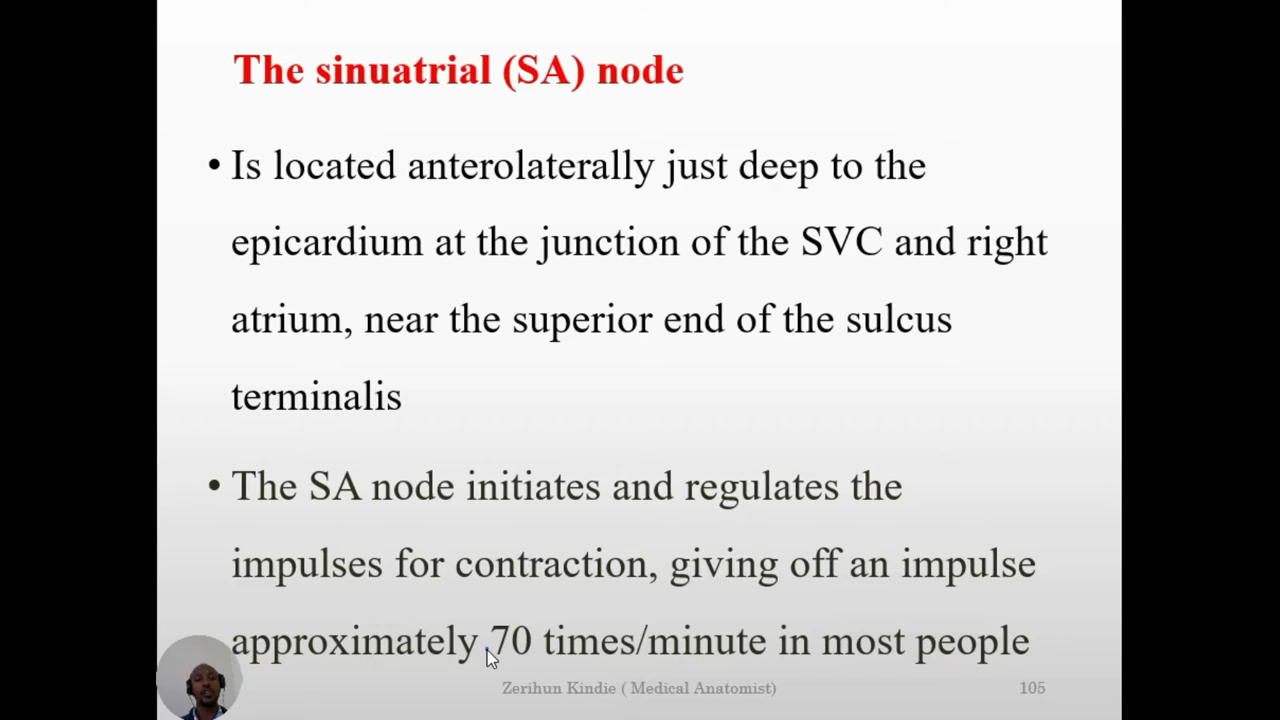 The sinuatrial (SA) node
• Is located anterolaterally just deep to the
epicardium at the junction of the SVC and right
atrium, near the superior end of the sulcus
terminalis
• The SA node initiates and regulates the
impulses for contraction, giving off an impulse
approximately 70 times/minute in most people
Zerihun Kindie ( Medical Anatomist) 105